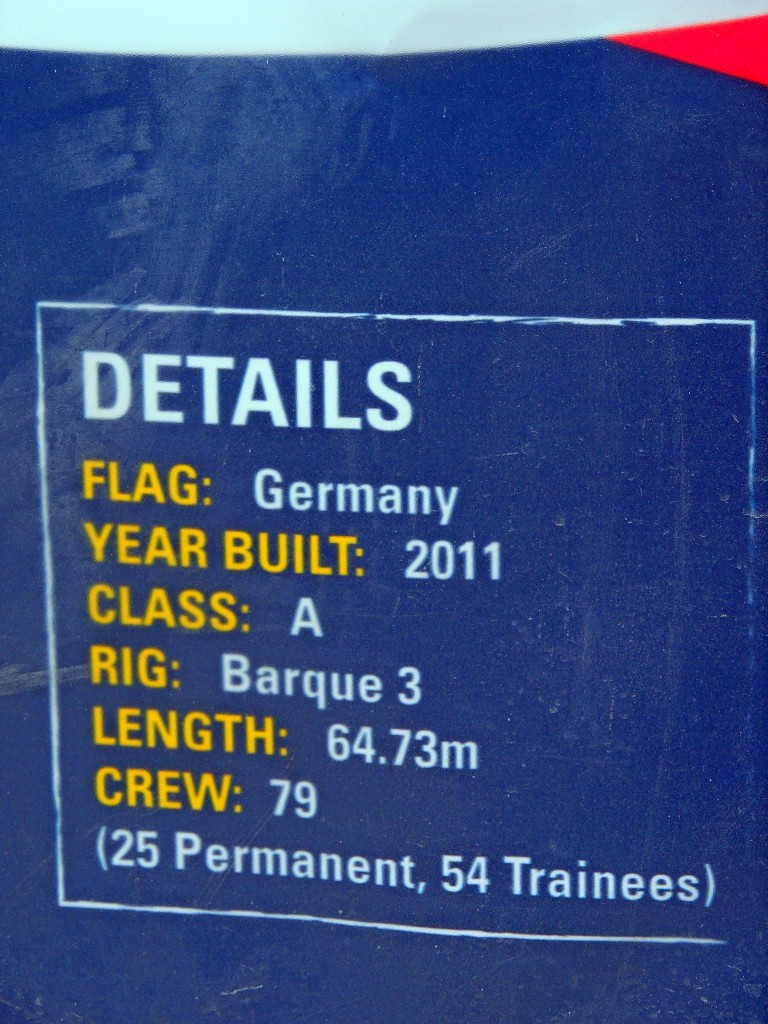 DETAILS
FLAG: Germany
YEAR BUILT: 2011
CLASS: A
RIG: Barque 3
LENGTH: 64.73m
CREW: 79
(25 Permanent, 54 Trainees)